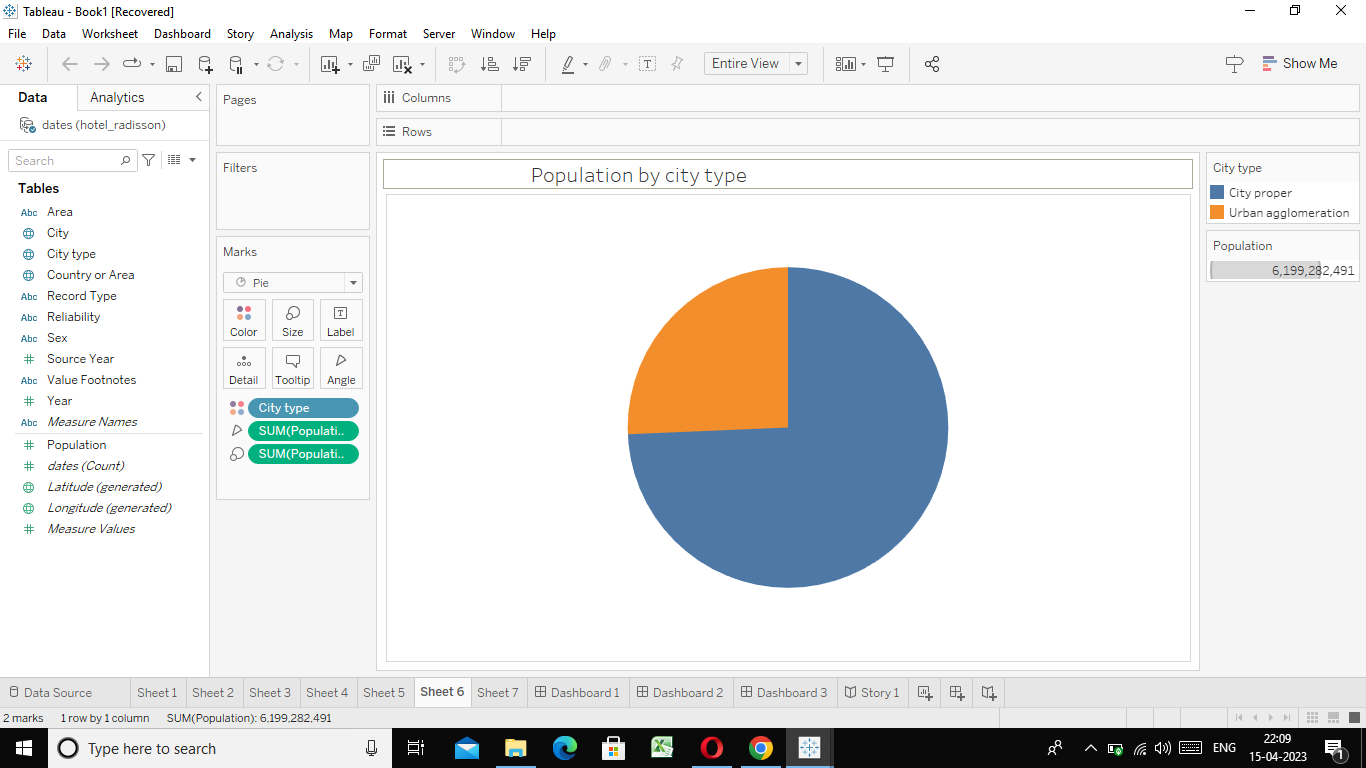 Tableau - Book1 [Recovered]
File Data Worksheet Dashboard Story Analysis Map Format Server Window Help
Entire View
Show Me
Data Analytics
dates (hotel_radisson)
Search
Tables
Abc Area
City
City type
Country or Area
Abc Record Type
Abc Reliability
Abc Sex
Source Year
Abc Value Footnotes
Year
Abc Measure Names
Population
dates (Count)
Latitude (generated)
Longitude (generated)
Measure Values
Pages
Filters
Marks
Pie
Color Size Label
Detail Tooltip Angle
City type
SUM(Populati..
SUM(Populati..
Columns
Rows
Population by city type
City type
City proper
Urban agglomeration
Population
6,199,282,491
Data Source Sheet 1 Sheet 2 Sheet 3 Sheet 4 Sheet 5 Sheet 6 Sheet 7 Dashboard 1 Dashboard 2 Dashboard 3 Story 1
2 marks 1 row by 1 column SUM(Population): 6,199,282,491
Type here to search
ENG
22:09
15-04-2023
1